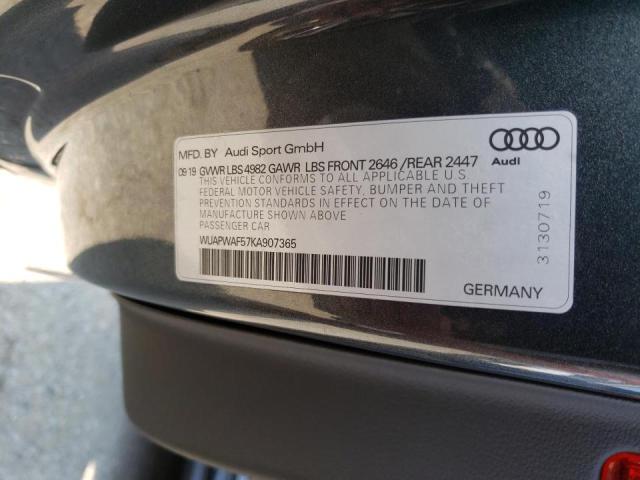 MFD. BY Audi Sport GmbH
Audi
09 19 GVWR LBS 4982 GAWR LBS FRONT 2646 /REAR 2447
THIS VEHICLE CONFORMS TO ALL APPLICABLE U.S
FEDERAL MOTOR VEHICLE SAFETY, BUMPER AND THEFT
PREVENTION STANDARDS IN EFFECT ON THE DATE OF
MANUFACTURE SHOWN ABOVE
PASSENGER CAR
WUAPWAF57KA907365
3130719
GERMANY